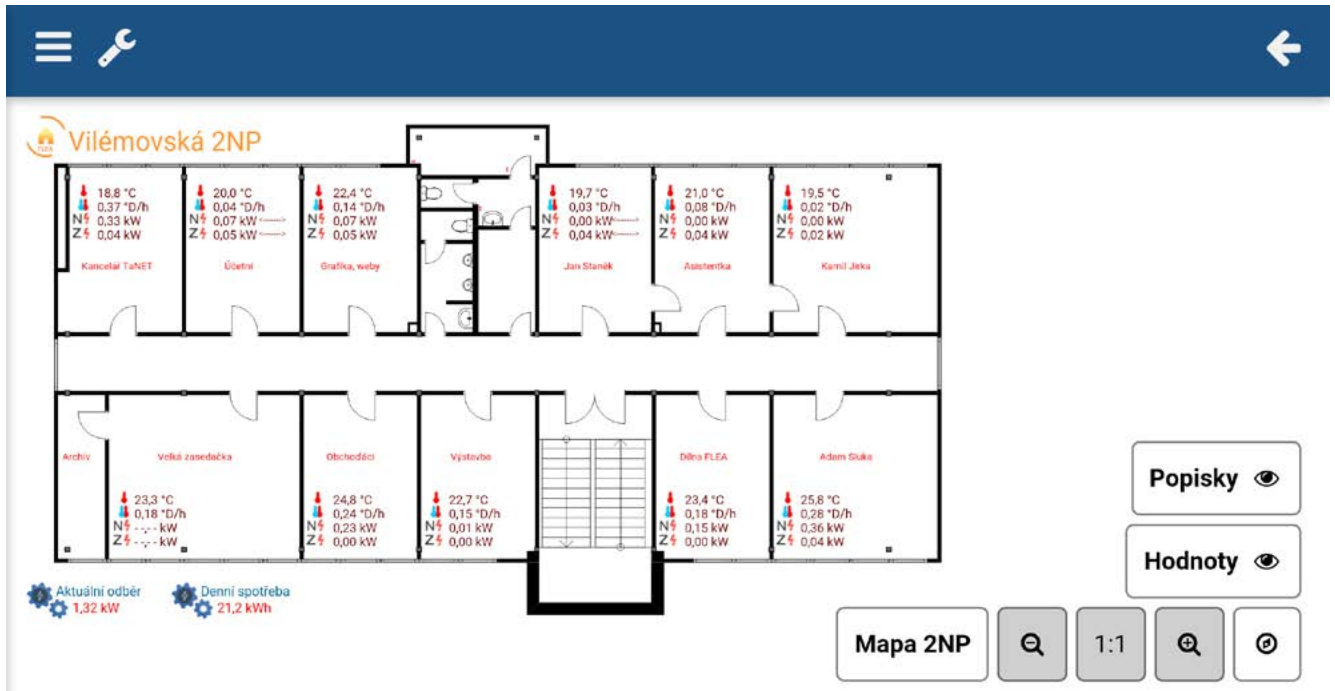 FLEA
Vilémovská 2NP
18,8 °C
0,37 °D/h
N 0,33 kW
Z 0,04 kW
Kancelář TaNET
20,0 °C
0,04 °D/h
N 0,07 kW
Z 0,05 kW
Účetní
22,4 °C
0,14 °D/h
N 0,07 kW
Z 0,05 kW
Grafika, weby
19,7 °C
0,03 °D/h
N 0,00 kW
Z 0,04 kW
Jan Staněk
21,0 °C
0,08 °D/h
N 0,00 kW
Z 0,04 kW
Asistentka
19,5 °C
0,02 °D/h
N 0,00 kW
Z 0,02 kW
Kamil Jirka
Archiv
Velká zasedačka
23,3 °C
0,18 °D/h
N -,-,- kW
Z -,-,- kW
Obchoďáci
24,8 °C
0,24 °D/h
N 0,23 kW
Z 0,00 kW
Výstavba
22,7 °C
0,15 °D/h
N 0,01 kW
Z 0,00 kW
Dílna FLEA
23,4 °C
0,18 °D/h
N 0,15 kW
Z 0,00 kW
Adam Sluka
25,8 °C
0,28 °D/h
N 0,36 kW
Z 0,04 kW
Popisky
Hodnoty
Aktuální odběr
1,32 kW
Denní spotřeba
21,2 kWh
Mapa 2NP
1:1